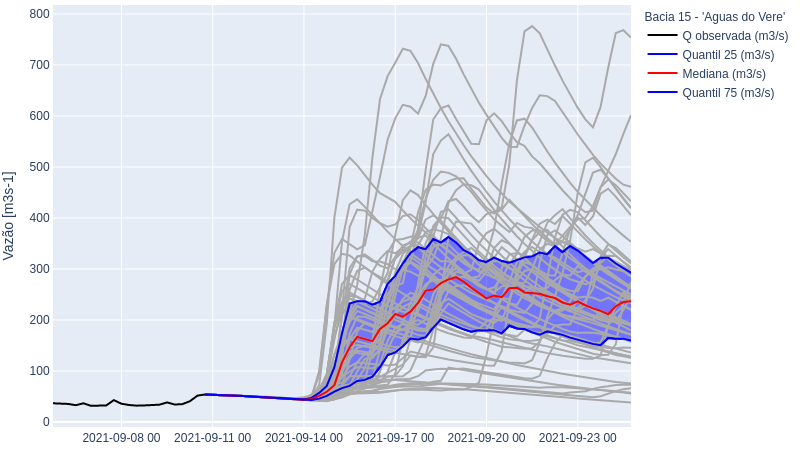 Bacia 15 - 'Aguas do Vere'
Q observada (m3/s)
Quantil 25 (m3/s)
Mediana (m3/s)
Quantil 75 (m3/s)
Vazão [m3s-1]
800
700
600
500
400
300
200
100
0
2021-09-08 00
2021-09-11 00
2021-09-14 00
2021-09-17 00
2021-09-20 00
2021-09-23 00